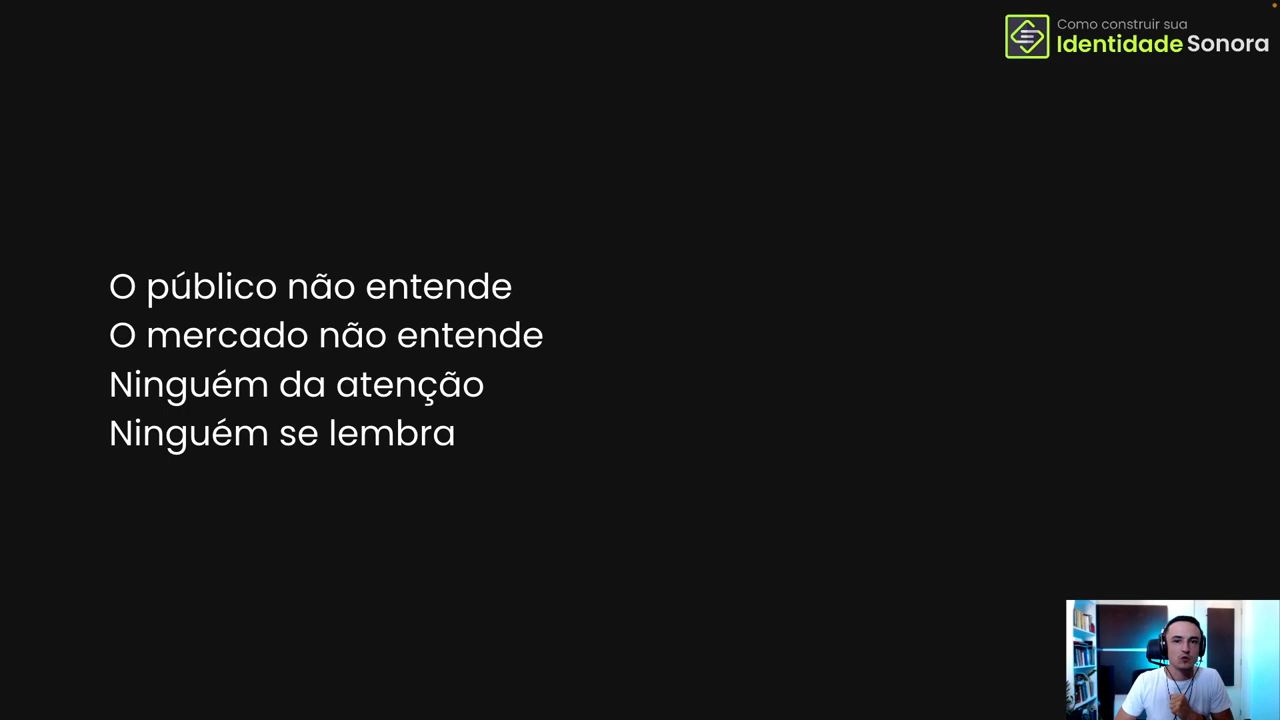 Como construir sua
Identidade Sonora
O público não entende
O mercado não entende
Ninguém da atenção
Ninguém se lembra